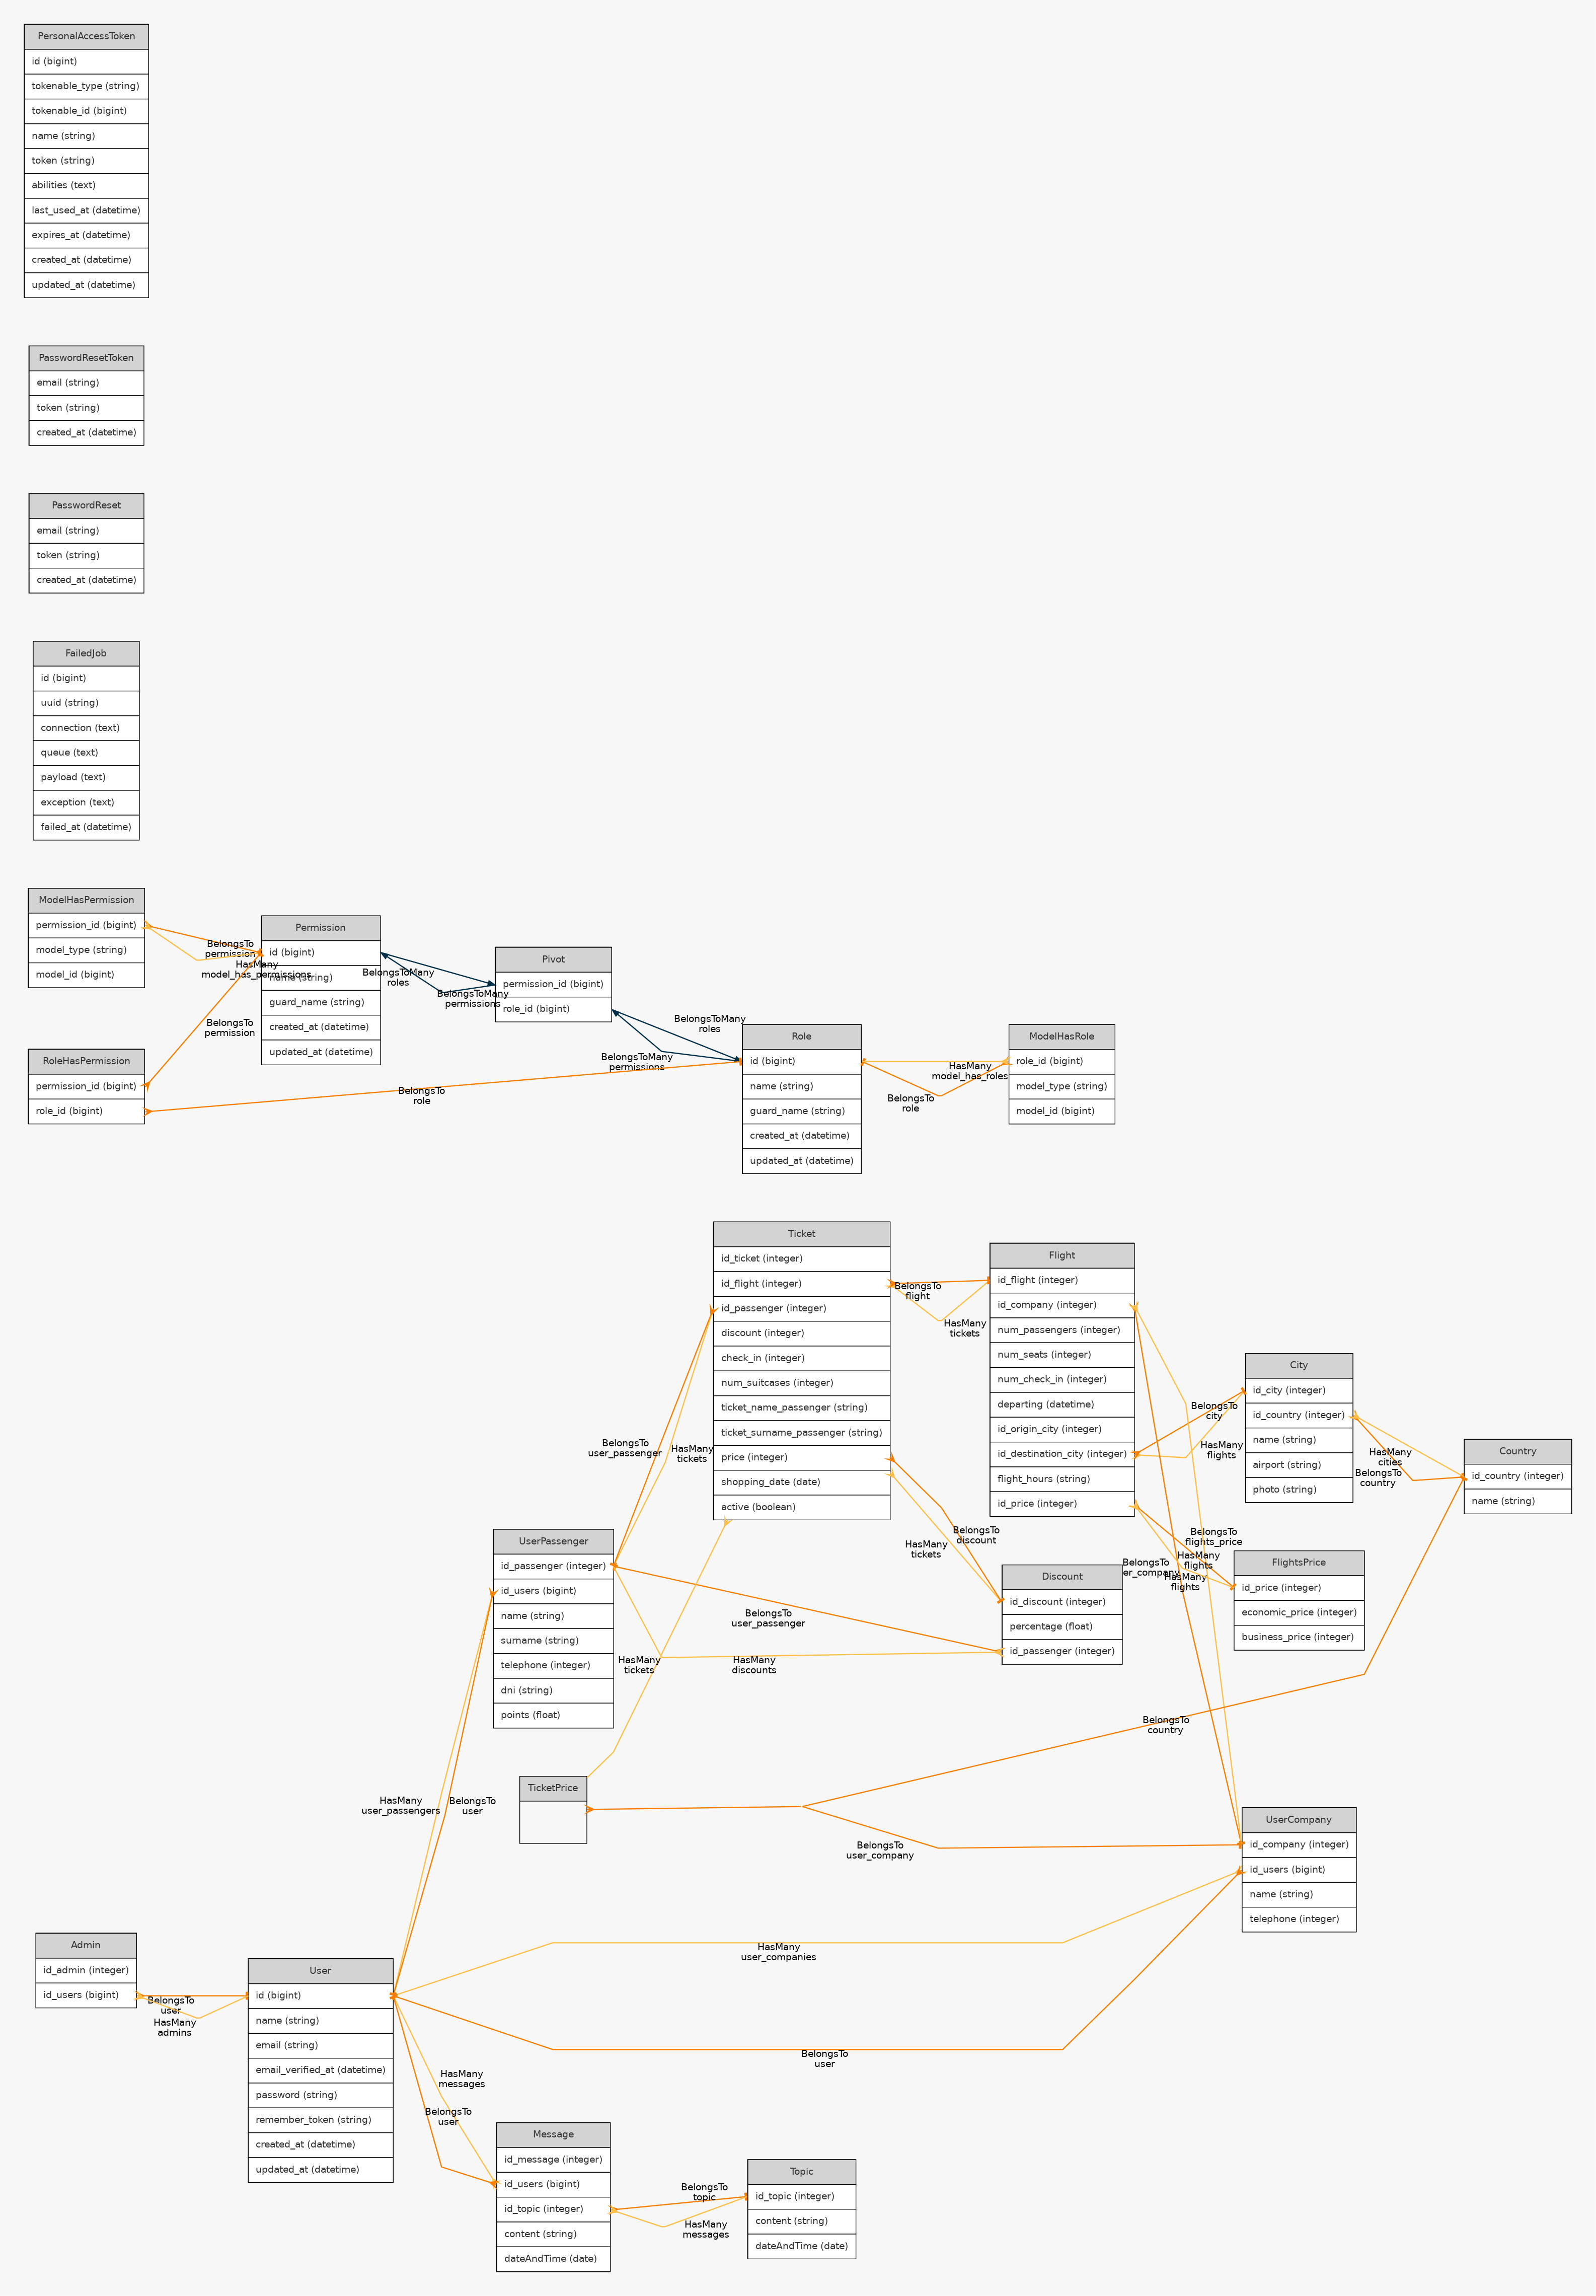 PersonalAccessToken
id (bigint)
tokenable_type (string)
tokenable_id (bigint)
name (string)
token (string)
abilities (text)
last_used_at (datetime)
expires_at (datetime)
created_at (datetime)
updated_at (datetime)
PasswordResetToken
email (string)
token (string)
created_at (datetime)
PasswordReset
email (string)
token (string)
created_at (datetime)
FailedJob
id (bigint)
uuid (string)
connection (text)
queue (text)
payload (text)
exception (text)
failed_at (datetime)
ModelHasPermission
permission_id (bigint)
model_type (string)
model_id (bigint)
BelongsTo
permission
HasMany
model_has_permissions
BelongsTo
permission
RoleHasPermission
permission_id (bigint)
role_id (bigint)
Permission
id (bigint)
name (string)
guard_name (string)
created_at (datetime)
updated_at (datetime)
BelongsToMany
roles
BelongsToMany
permissions
Pivot
permission_id (bigint)
role_id (bigint)
BelongsToMany
roles
BelongsToMany
permissions
BelongsTo
role
Role
id (bigint)
name (string)
guard_name (string)
created_at (datetime)
updated_at (datetime)
HasMany
model_has_roles
BelongsTo
role
ModelHasRole
role_id (bigint)
model_type (string)
model_id (bigint)
Ticket
id_ticket (integer)
id_flight (integer)
id_passenger (integer)
discount (integer)
check_in (integer)
num_suitcases (integer)
ticket_name_passenger (string)
ticket_surname_passenger (string)
price (integer)
shopping_date (date)
active (boolean)
BelongsTo
flight
HasMany
tickets
Flight
id_flight (integer)
id_company (integer)
num_passengers (integer)
num_seats (integer)
num_check_in (integer)
departing (datetime)
id_origin_city (integer)
id_destination_city (integer)
flight_hours (string)
id_price (integer)
BelongsTo
city
HasMany
flights
City
id_city (integer)
id_country (integer)
name (string)
airport (string)
photo (string)
HasMany
cities
BelongsTo
country
Country
id_country (integer)
name (string)
BelongsTo
user_passenger
HasMany
tickets
BelongsTo
discount
HasMany
tickets
BelongsTo
flights_price
HasMany
flights
BelongsTo
er_company
HasMany
flights
UserPassenger
id_passenger (integer)
id_users (bigint)
name (string)
surname (string)
telephone (integer)
dni (string)
points (float)
Discount
id_discount (integer)
percentage (float)
id_passenger (integer)
FlightsPrice
id_price (integer)
economic_price (integer)
business_price (integer)
BelongsTo
user_passenger
HasMany
tickets
HasMany
discounts
BelongsTo
country
TicketPrice
HasMany
user_passengers
BelongsTo
user
BelongsTo
user_company
UserCompany
id_company (integer)
id_users (bigint)
name (string)
telephone (integer)
HasMany
user_companies
Admin
id_admin (integer)
id_users (bigint)
BelongsTo
user
HasMany
admins
User
id (bigint)
name (string)
email (string)
email_verified_at (datetime)
password (string)
remember_token (string)
created_at (datetime)
updated_at (datetime)
BelongsTo
user
HasMany
messages
BelongsTo
user
Message
id_message (integer)
id_users (bigint)
id_topic (integer)
content (string)
dateAndTime (date)
BelongsTo
topic
HasMany
messages
Topic
id_topic (integer)
content (string)
dateAndTime (date)